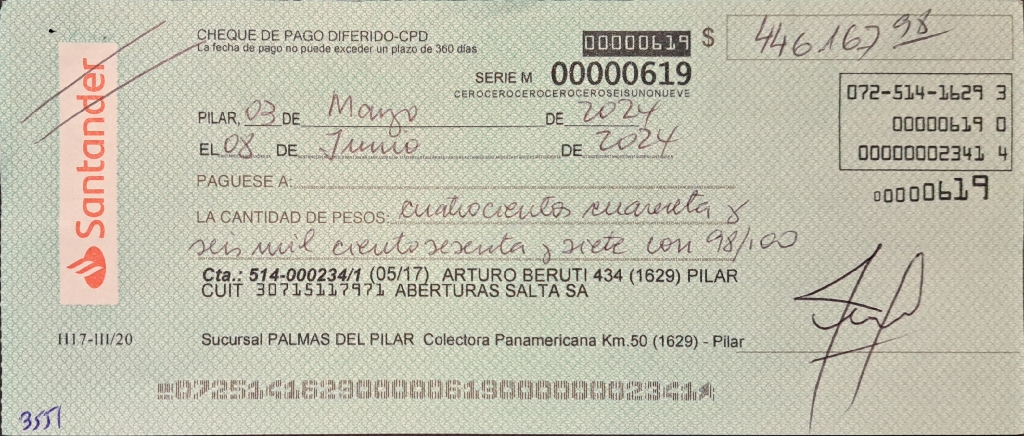 Santander
CHEQUE DE PAGO DIFERIDO-CPD
La fecha de pago no puede exceder un plazo de 360 días
00000619 $ 446.167,98
SERIE M 00000619
CEROCEROCEROCEROCEROSEISUNONUEVE
072-514-1629 3
00000619 0
00000002341 4
00000619
PILAR, 03 DE Marzo DE 2024
EL 08 DE Junio DE 2024
PAGUESE A:
LA CANTIDAD DE PESOS: cuatrocientos cuarenta y
seis mil ciento sesenta y siete con 98/100
Cta.: 514-000234/1 (05/17) ARTURO BERUTI 434 (1629) PILAR
CUIT 30715117971 ABERTURAS SALTA SA
H17-III/20
Sucursal PALMAS DEL PILAR Colectora Panamericana Km.50 (1629) - Pilar
072514162900000619000000023414
3551